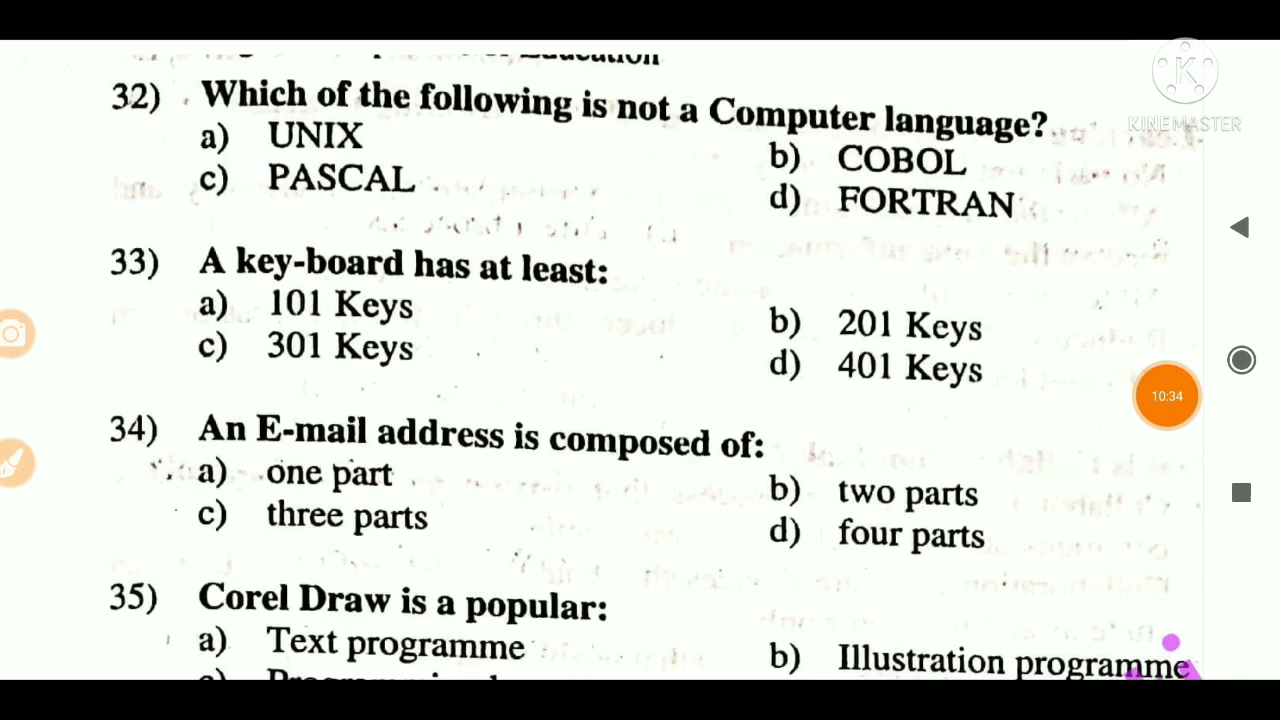 Education
32) Which of the following is not a Computer language?
a) UNIX
b) COBOL
c) PASCAL
d) FORTRAN
33) A key-board has at least:
a) 101 Keys
b) 201 Keys
c) 301 Keys
d) 401 Keys
34) An E-mail address is composed of:
a) one part
b) two parts
c) three parts
d) four parts
35) Corel Draw is a popular:
a) Text programme
b) Illustration programme
KINEMASTER
10:34